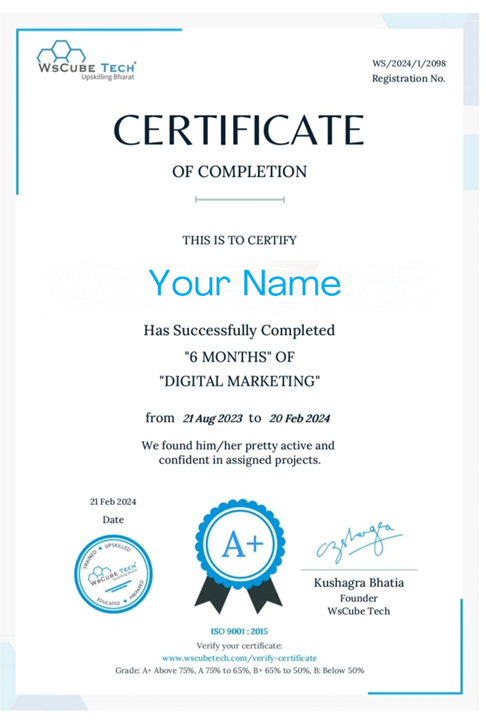 WSCUBE TECH
Upskilling Bharat
WS/2024/1/2098
Registration No.
CERTIFICATE
OF COMPLETION
THIS IS TO CERTIFY
Your Name
Has Successfully Completed
"6 MONTHS" OF
"DIGITAL MARKETING"
from 21 Aug 2023 to 20 Feb 2024
We found him/her pretty active and
confident in assigned projects.
21 Feb 2024
Date
TRAINED ★ UPSKILLED
WSCUBE TECH
Upskilling Bharat
EDUCATED ★ PREPARED
A+
Kushagra Bhatia
Founder
WsCube Tech
ISO 9001 : 2015
Verify your certificate:
www.wscubetech.com/verify-certificate
Grade: A+ Above 75%, A 75% to 65%, B+ 65% to 50%, B: Below 50%